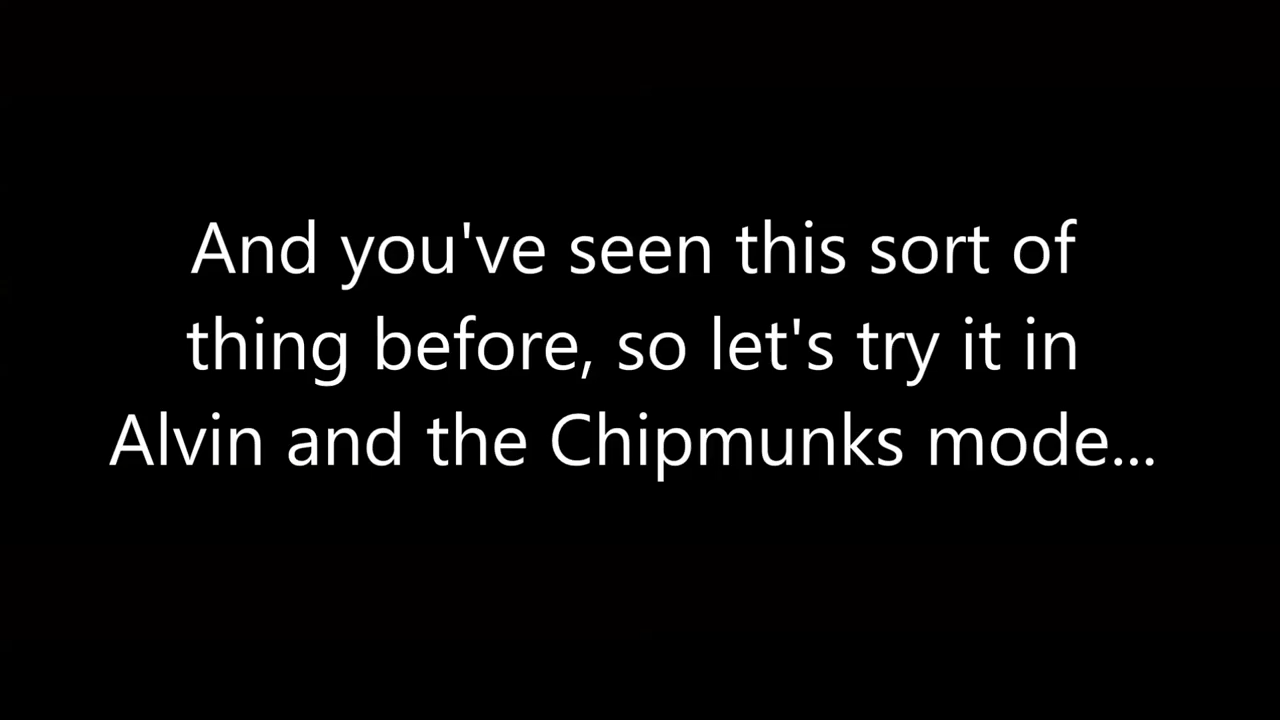 And you've seen this sort of
thing before, so let's try it in
Alvin and the Chipmunks mode...